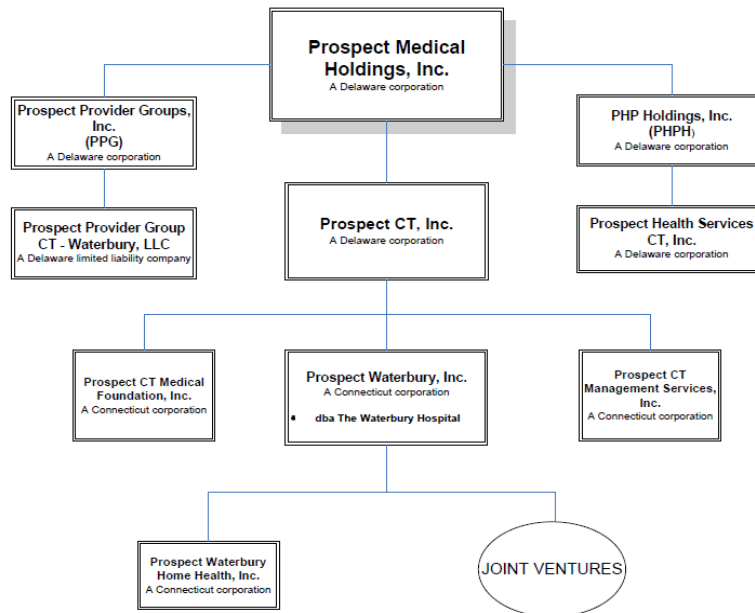 Prospect Medical
Holdings, Inc.
A Delaware corporation
Prospect Provider Groups,
Inc.
(PPG)
A Delaware corporation
PHP Holdings, Inc.
(PHPH)
A Delaware corporation
Prospect Provider Group
CT - Waterbury, LLC
A Delaware limited liability company
Prospect CT, Inc.
A Delaware corporation
Prospect Health Services
CT, Inc.
A Delaware corporation
Prospect CT Medical
Foundation, Inc.
A Connecticut corporation
Prospect Waterbury, Inc.
A Connecticut corporation
• dba The Waterbury Hospital
Prospect CT
Management Services,
Inc.
A Connecticut corporation
Prospect Waterbury
Home Health, Inc.
A Connecticut corporation
JOINT VENTURES